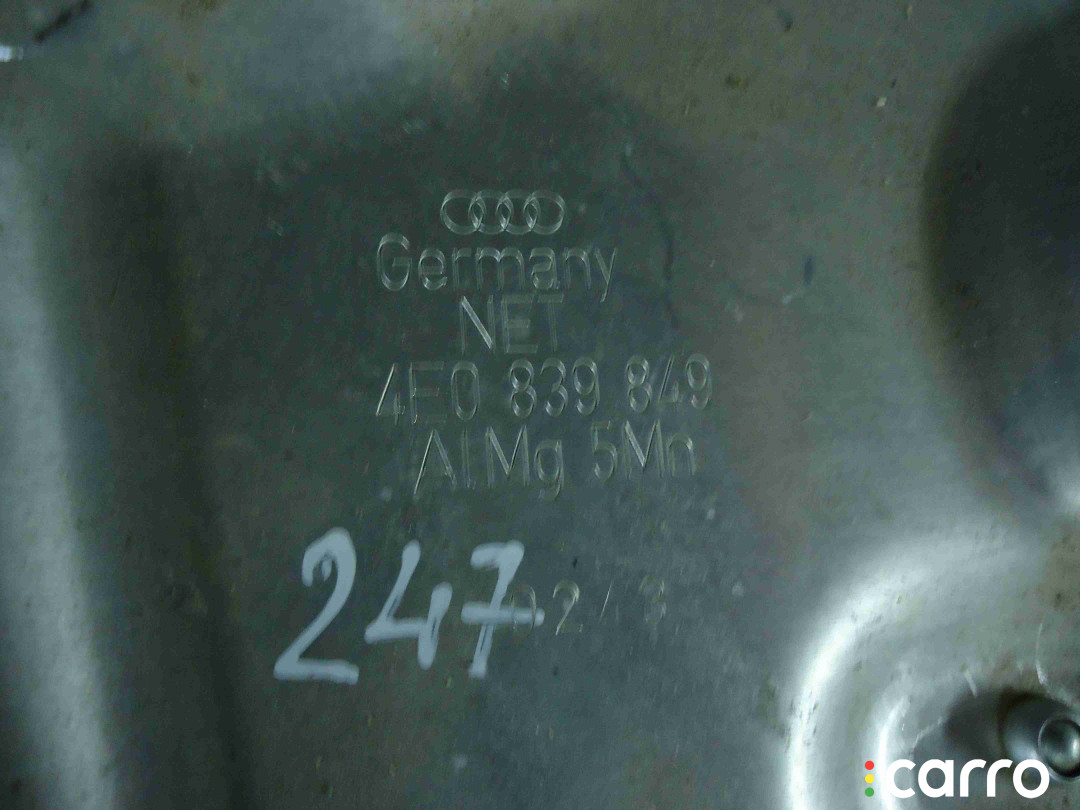 Germany
NET
4E0 839 849
AlMg 5Mn
247
carro